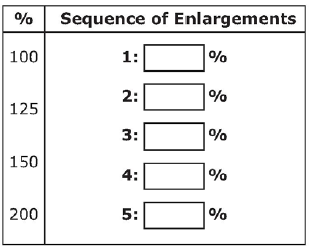 % Sequence of Enlargements
100 1: %
2: %
125
3: %
150
4: %
200 5: %